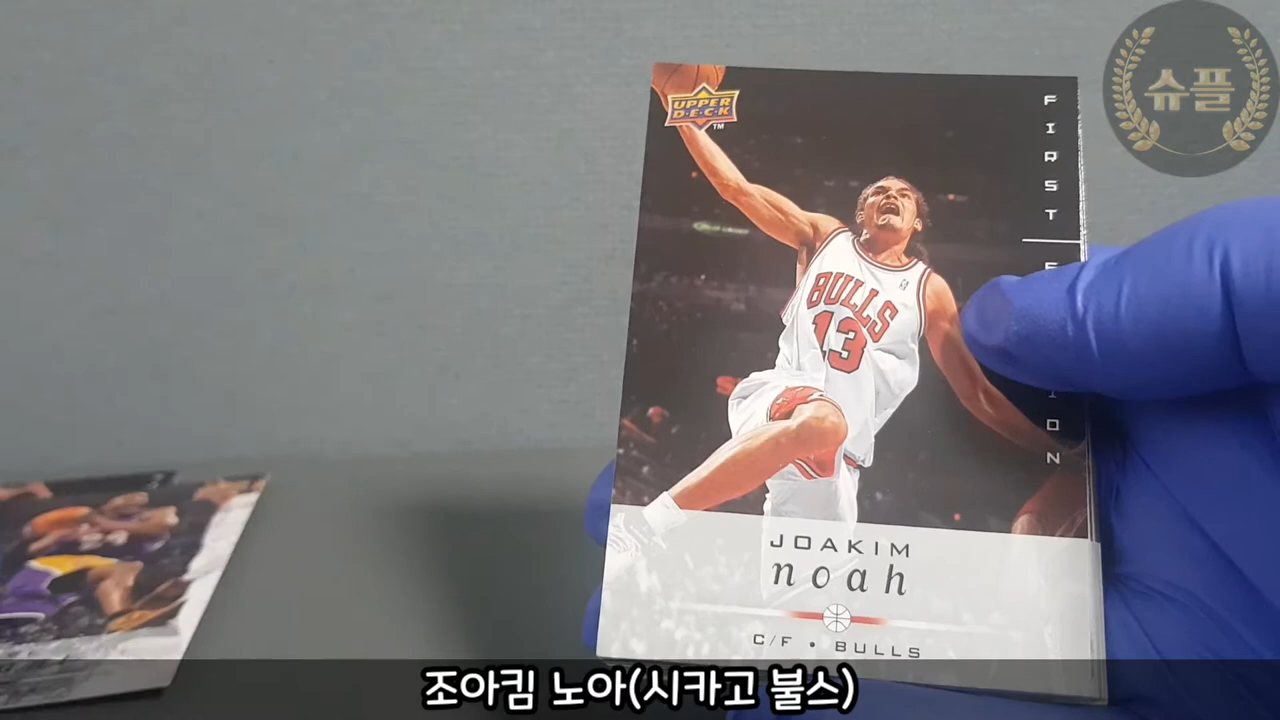 슈플
UPPER
D·E·C·K
TM
FIRST
JOAKIM
noah
C/F • BULLS
BULLS
13
조아킴 노아(시카고 불스)